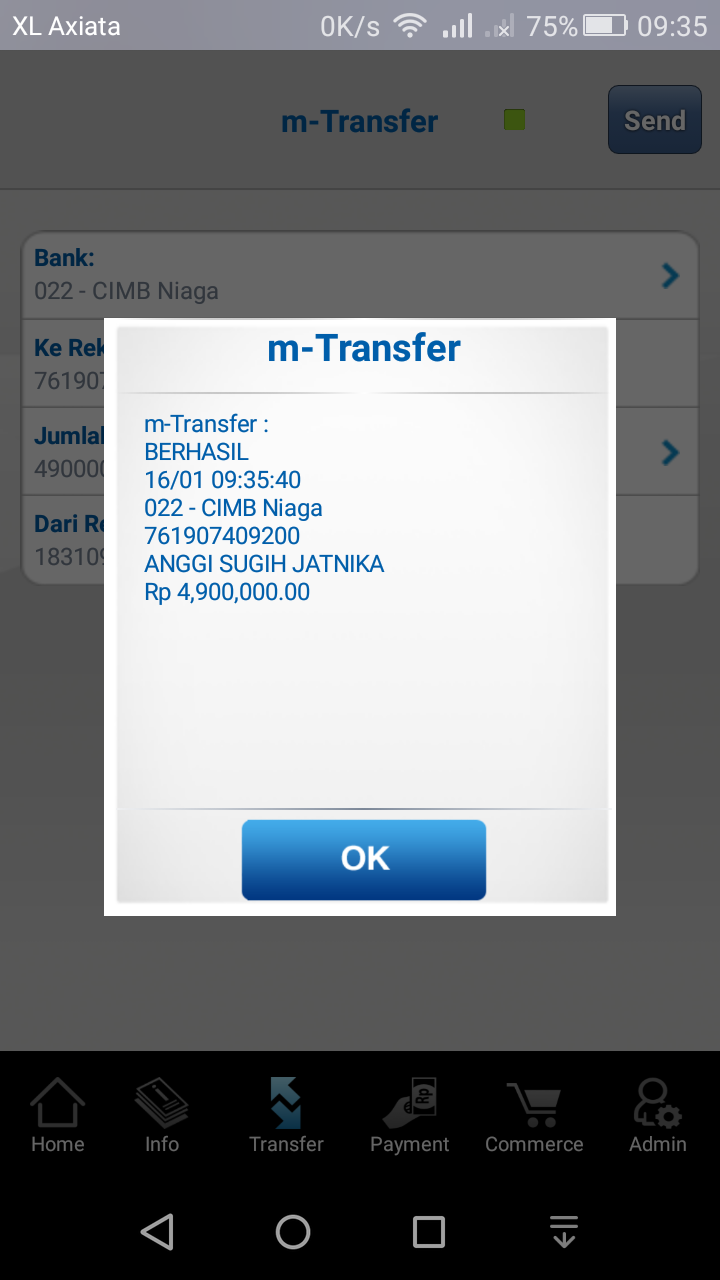 XL Axiata 0K/s 75% 09:35
m-Transfer Send
Bank:
022 - CIMB Niaga
Ke Rek
76190
Jumlah
49000
Dari Re
18310
m-Transfer
m-Transfer :
BERHASIL
16/01 09:35:40
022 - CIMB Niaga
761907409200
ANGGI SUGIH JATNIKA
Rp 4,900,000.00
OK
Rp
Home Info Transfer Payment Commerce Admin